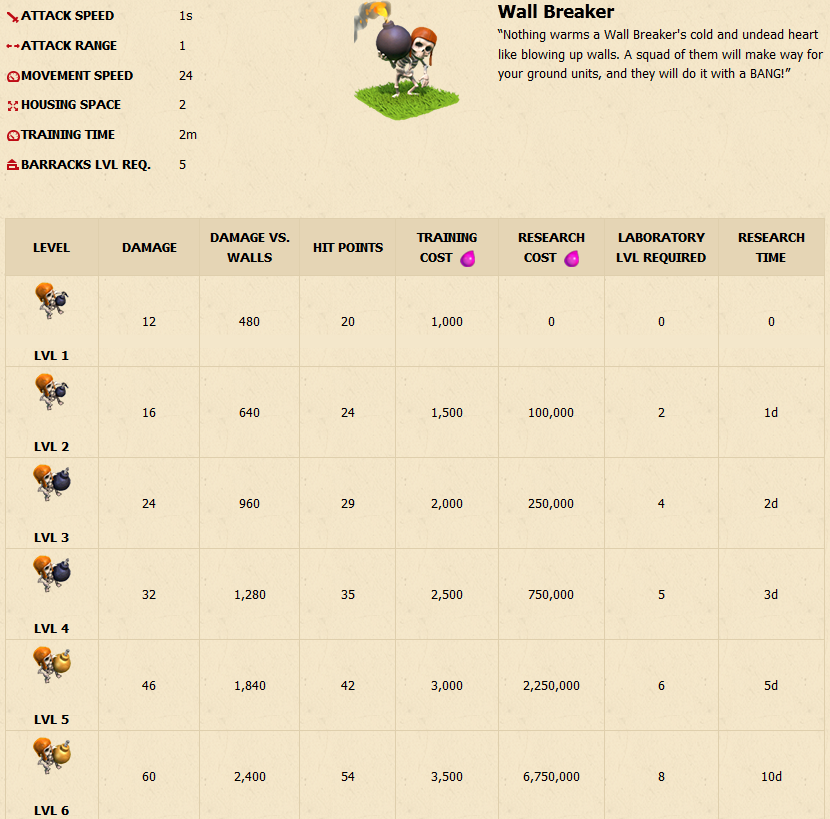 ATTACK SPEED 1s
ATTACK RANGE 1
MOVEMENT SPEED 24
HOUSING SPACE 2
TRAINING TIME 2m
BARRACKS LVL REQ. 5
Wall Breaker
“Nothing warms a Wall Breaker's cold and undead heart
like blowing up walls. A squad of them will make way for
your ground units, and they will do it with a BANG!”
LEVEL DAMAGE DAMAGE VS. WALLS HIT POINTS TRAINING COST RESEARCH COST LABORATORY LVL REQUIRED RESEARCH TIME
LVL 1 12 480 20 1,000 0 0 0
LVL 2 16 640 24 1,500 100,000 2 1d
LVL 3 24 960 29 2,000 250,000 4 2d
LVL 4 32 1,280 35 2,500 750,000 5 3d
LVL 5 46 1,840 42 3,000 2,250,000 6 5d
LVL 6 60 2,400 54 3,500 6,750,000 8 10d